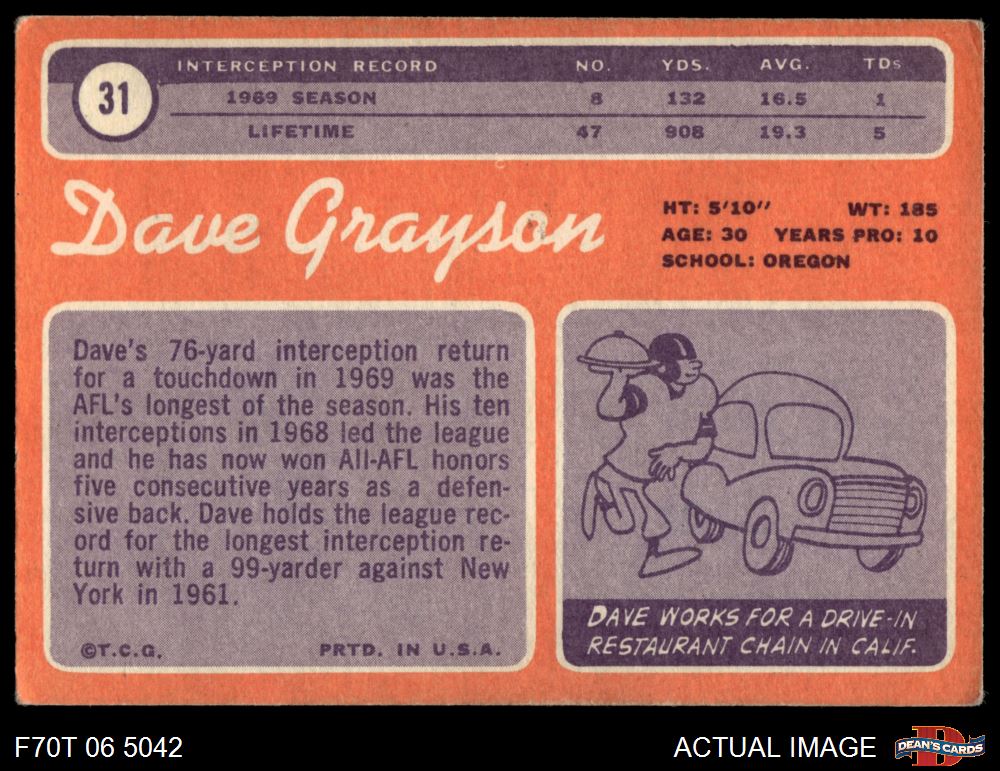 31
INTERCEPTION RECORD NO. YDS. AVG. TDs
1969 SEASON 8 132 16.5 1
LIFETIME 47 908 19.3 5
Dave Grayson
HT: 5'10'' WT: 185
AGE: 30 YEARS PRO: 10
SCHOOL: OREGON
Dave's 76-yard interception return
for a touchdown in 1969 was the
AFL's longest of the season. His ten
interceptions in 1968 led the league
and he has now won All-AFL honors
five consecutive years as a defen-
sive back. Dave holds the league rec-
ord for the longest interception re-
turn with a 99-yarder against New
York in 1961.
©T.C.G. PRTD. IN U.S.A.
DAVE WORKS FOR A DRIVE-IN
RESTAURANT CHAIN IN CALIF.
F70T 06 5042
ACTUAL IMAGE
D
DEAN'S CARDS